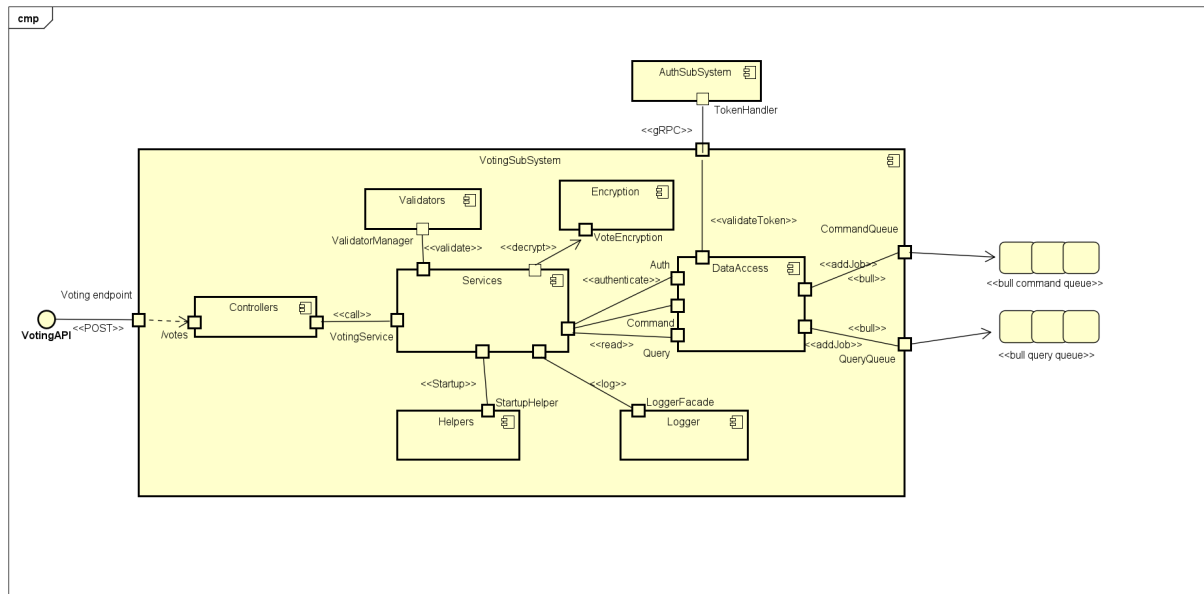 cmp
AuthSubSystem
TokenHandler
<<gRPC>>
VotingSubSystem
Validators
Encryption
ValidatorManager
<<validate>>
<<decrypt>>
VoteEncryption
<<validateToken>>
CommandQueue
Auth
DataAccess
<<addJob>>
<<authenticate>>
<<bull>>
<<bull command queue>>
Services
Voting endpoint
Controllers
<<call>>
<<POST>>
VotingAPI
/votes
VotingService
Command
<<read>>
Query
<<bull>>
<<addJob>>
QueryQueue
<<bull query queue>>
<<Startup>>
<<log>>
StartupHelper
LoggerFacade
Helpers
Logger